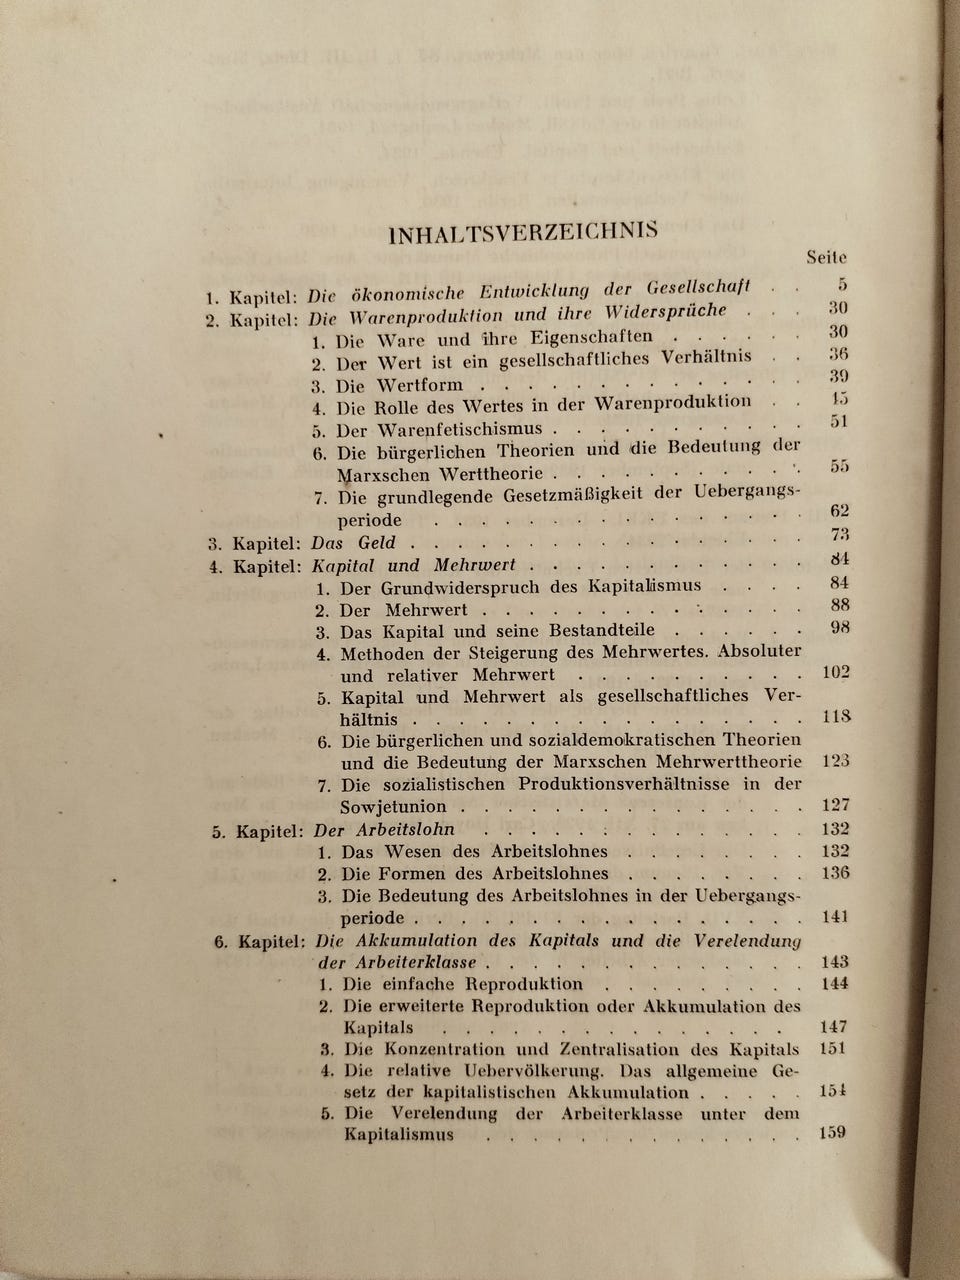 INHALTSVERZEICHNIS
Seite
1. Kapitel: Die ökonomische Entwicklung der Gesellschaft . . 5
2. Kapitel: Die Warenproduktion und ihre Widersprüche . . . 30
1. Die Ware und ihre Eigenschaften . . . . . . 30
2. Der Wert ist ein gesellschaftliches Verhältnis . . 36
3. Die Wertform . . . . . . . . . . . . . 39
4. Die Rolle des Wertes in der Warenproduktion . . 45
5. Der Warenfetischismus . . . . . . . . . . 51
6. Die bürgerlichen Theorien und die Bedeutung der
Marxschen Werttheorie . . . . . . . . . . 55
7. Die grundlegende Gesetzmäßigkeit der Uebergangs-
periode . . . . . . . . . . . . . . . 62
3. Kapitel: Das Geld . . . . . . . . . . . . . . . . 73
4. Kapitel: Kapital und Mehrwert . . . . . . . . . . . . 84
1. Der Grundwiderspruch des Kapitalismus . . . . 84
2. Der Mehrwert . . . . . . . . . . . . . 88
3. Das Kapital und seine Bestandteile . . . . . . 98
4. Methoden der Steigerung des Mehrwertes. Absoluter
und relativer Mehrwert . . . . . . . . . . 102
5. Kapital und Mehrwert als gesellschaftliches Ver-
hältnis . . . . . . . . . . . . . . . . . 118
6. Die bürgerlichen und sozialdemokratischen Theorien
und die Bedeutung der Marxschen Mehrwerttheorie 123
7. Die sozialistischen Produktionsverhältnisse in der
Sowjetunion . . . . . . . . . . . . . . . 127
5. Kapitel: Der Arbeitslohn . . . . . . . . . . . . . . 132
1. Das Wesen des Arbeitslohnes . . . . . . . . 132
2. Die Formen des Arbeitslohnes . . . . . . . . 136
3. Die Bedeutung des Arbeitslohnes in der Uebergangs-
periode . . . . . . . . . . . . . . . . . 141
6. Kapitel: Die Akkumulation des Kapitals und die Verelendung
der Arbeiterklasse . . . . . . . . . . . . . . 143
1. Die einfache Reproduktion . . . . . . . . . 144
2. Die erweiterte Reproduktion oder Akkumulation des
Kapitals . . . . . . . . . . . . . . . 147
3. Die Konzentration und Zentralisation des Kapitals 151
4. Die relative Uebervölkerung. Das allgemeine Ge-
setz der kapitalistischen Akkumulation . . . . . 154
5. Die Verelendung der Arbeiterklasse unter dem
Kapitalismus . . . . . . . . . . . . . . 159